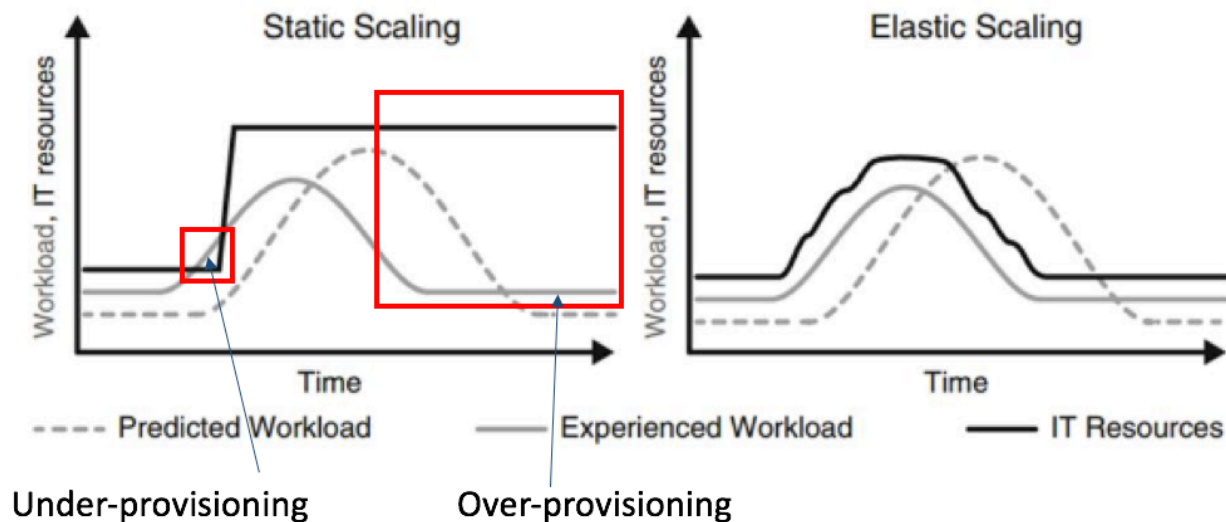 Static Scaling
Elastic Scaling
Workload, IT resources
Workload, IT resources
Time
Time
Predicted Workload
Experienced Workload
IT Resources
Under-provisioning
Over-provisioning